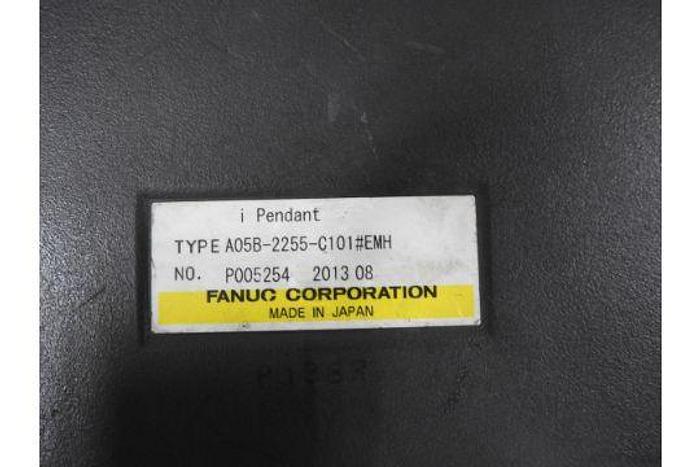 i Pendant
TYPE A05B-2255-C101#EMH
NO. P005254 2013 08
FANUC CORPORATION
MADE IN JAPAN